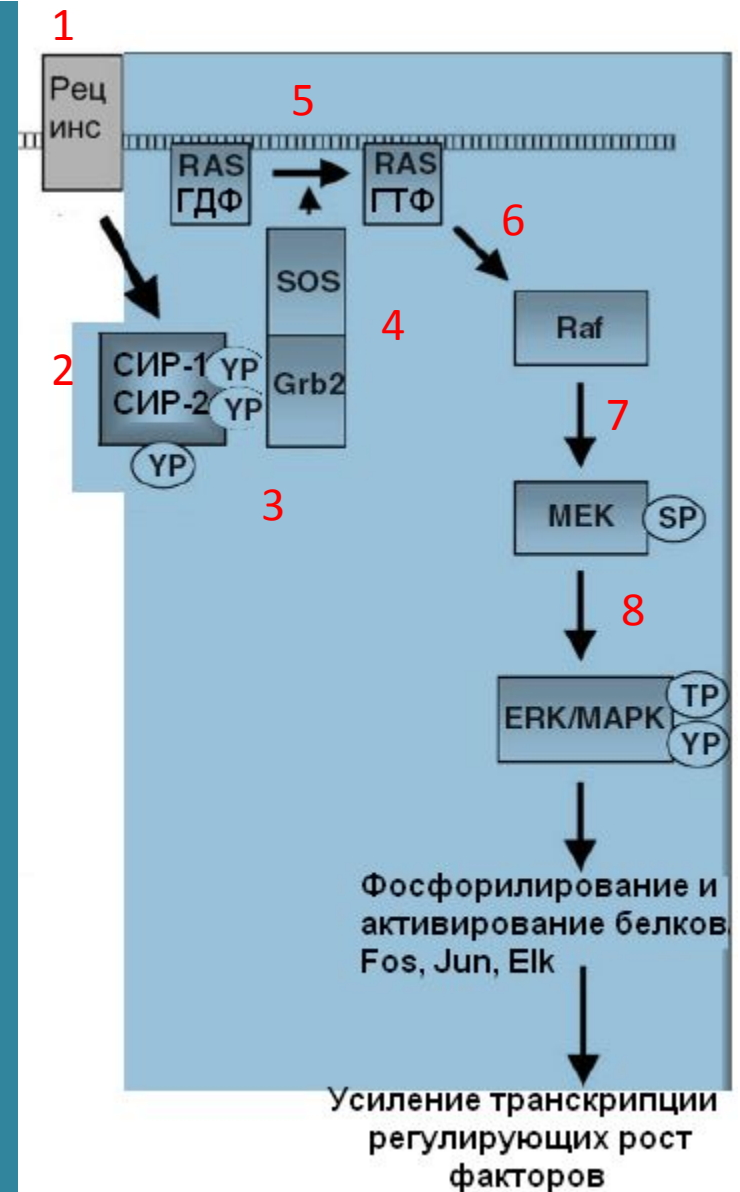 1
Рец
инс
5
RAS
ГДФ
RAS
ГТФ
6
SOS
4
Raf
2
СИР-1 YP
СИР-2 YP
Grb2
YP
7
3
MEK
SP
8
ERK/MAPK
TP
YP
Фосфорилирование и
активирование белков
Fos, Jun, Elk
Усиление транскрипции
регулирующих рост
факторов